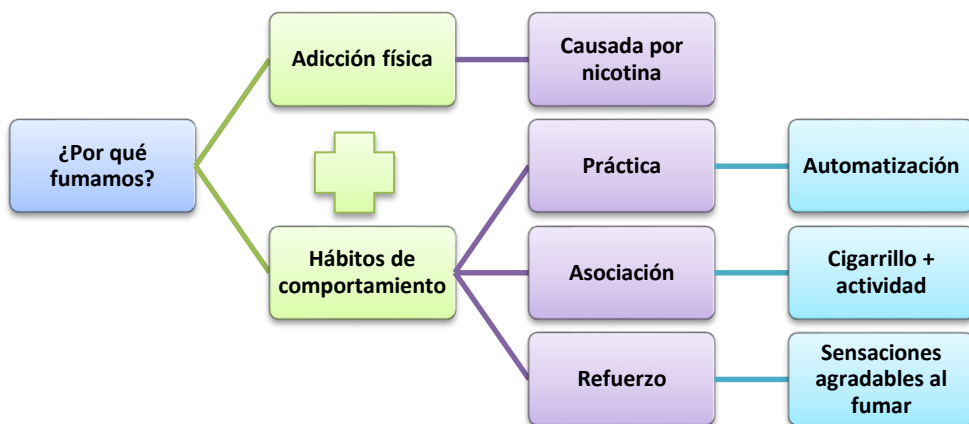 ¿Por qué
fumamos?
Adicción física
Causada por
nicotina
Hábitos de
comportamiento
Práctica
Automatización
Asociación
Cigarrillo +
actividad
Refuerzo
Sensaciones
agradables al
fumar